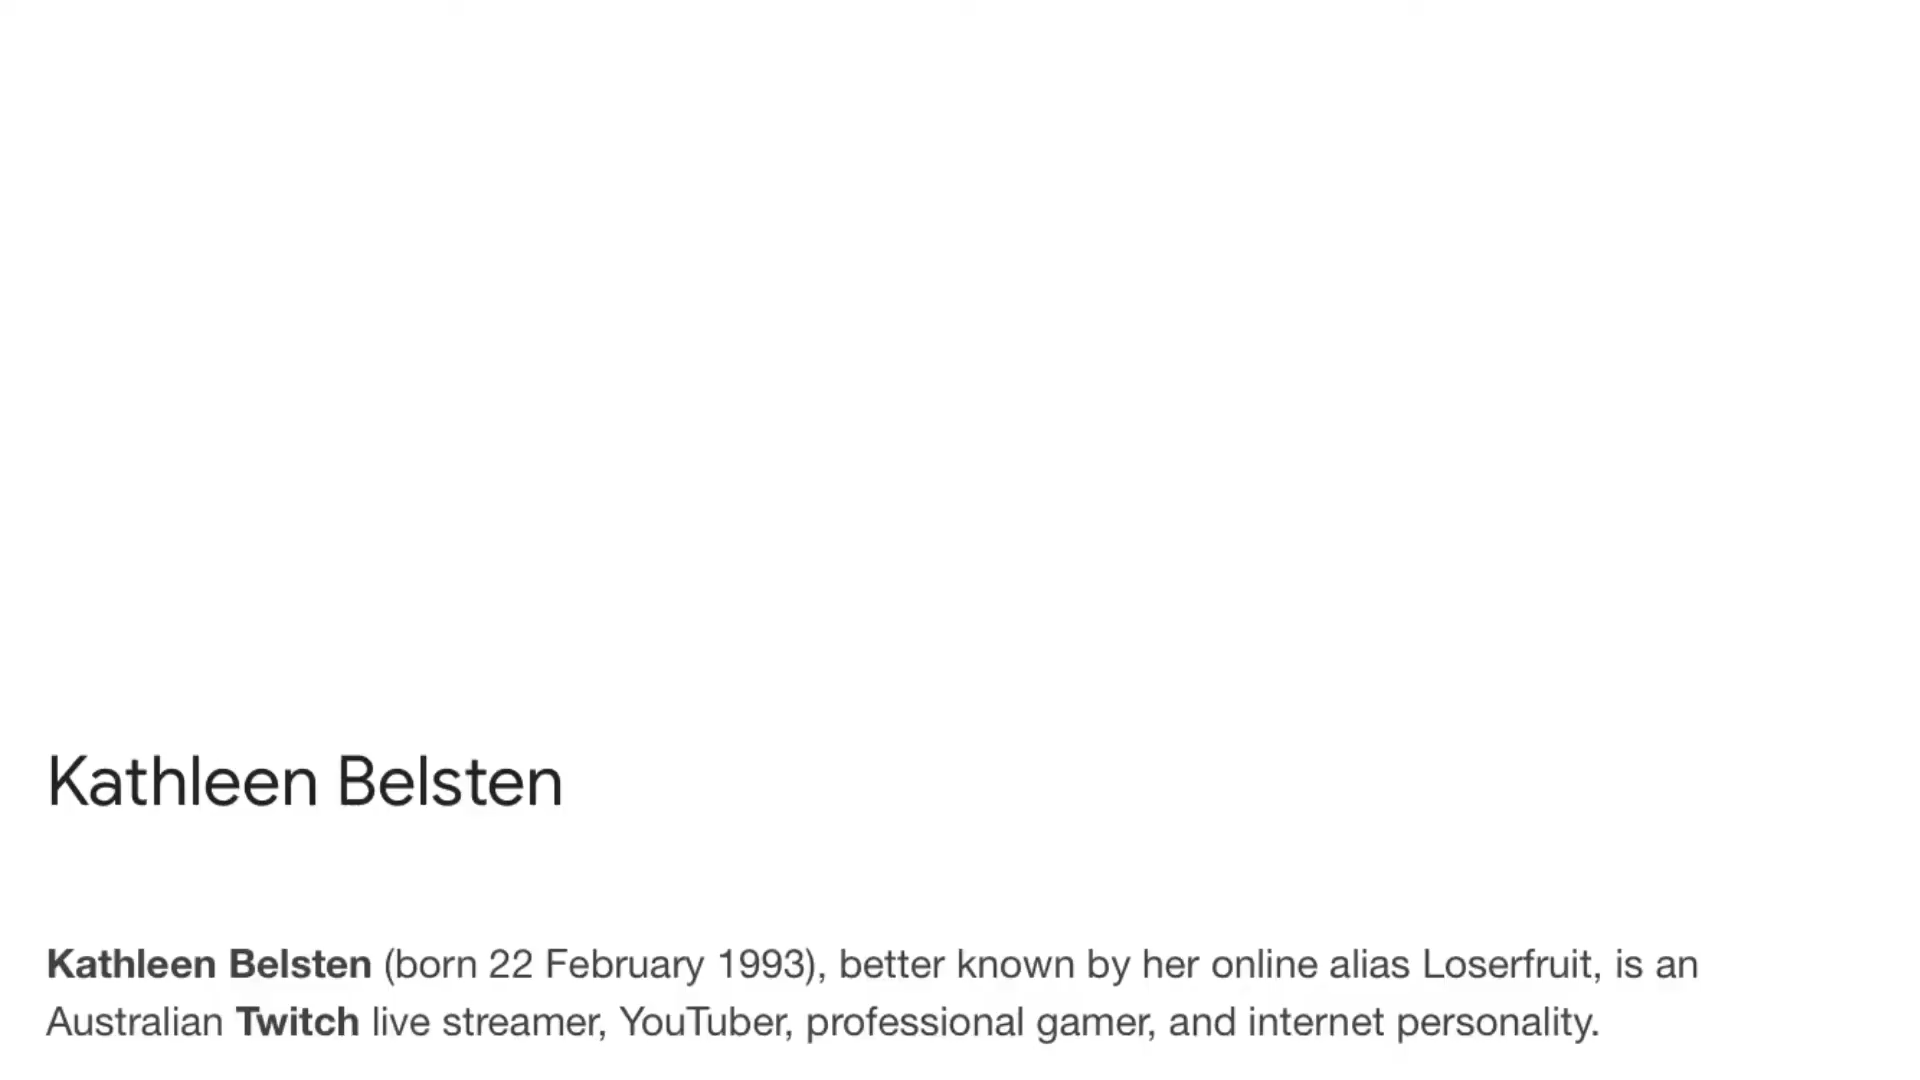 Kathleen Belsten
Kathleen Belsten (born 22 February 1993), better known by her online alias Loserfruit, is an
Australian Twitch live streamer, YouTuber, professional gamer, and internet personality.